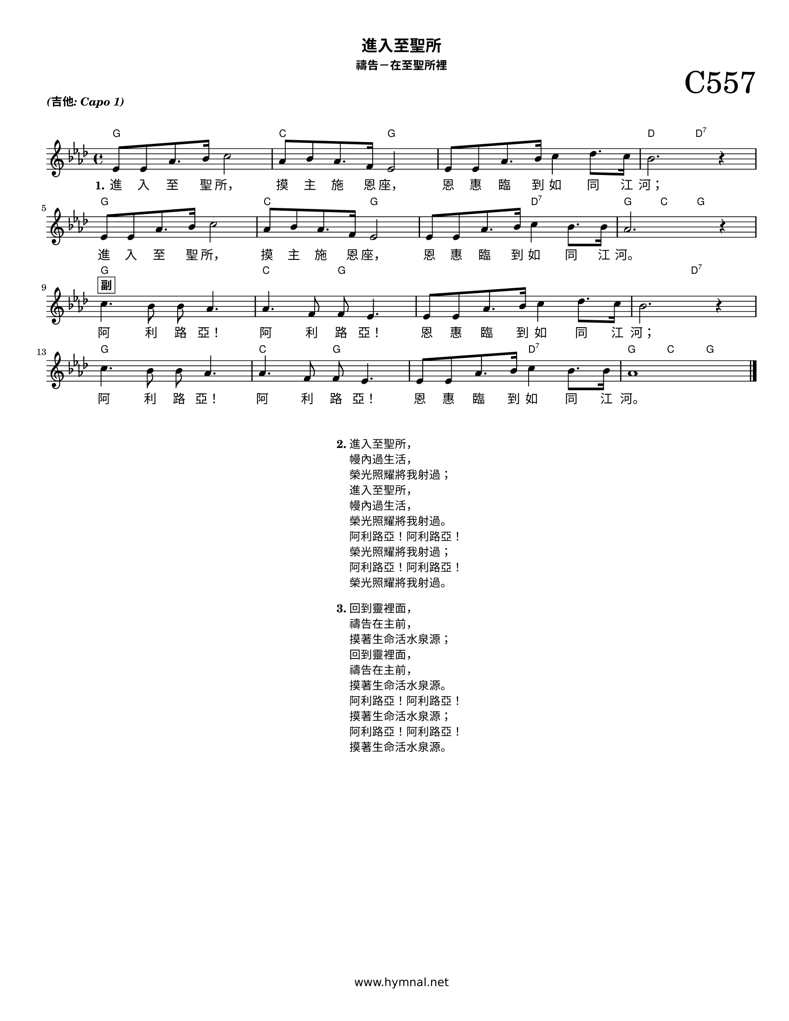 進入至聖所
禱告－在至聖所裡
C557
(吉他: Capo 1)
G C G D D7
1. 進 入 至 聖所， 摸 主 施 恩座， 恩 惠 臨 到如 同 江 河；
5 G C G D7 G C G
進 入 至 聖所， 摸 主 施 恩座， 恩 惠 臨 到如 同 江 河。
9 G C G D7
副
阿 利 路 亞！ 阿 利 路 亞！ 恩 惠 臨 到 如 同 江 河；
13 G C G D7 G C G
阿 利 路 亞！ 阿 利 路 亞！ 恩 惠 臨 到 如 同 江 河。
2. 進入至聖所，
幔內過生活，
榮光照耀將我射過；
進入至聖所，
幔內過生活，
榮光照耀將我射過。
阿利路亞！阿利路亞！
榮光照耀將我射過；
阿利路亞！阿利路亞！
榮光照耀將我射過。
3. 回到靈裡面，
禱告在主前，
摸著生命活水泉源；
回到靈裡面，
禱告在主前，
摸著生命活水泉源。
阿利路亞！阿利路亞！
摸著生命活水泉源；
阿利路亞！阿利路亞！
摸著生命活水泉源。
www.hymnal.net